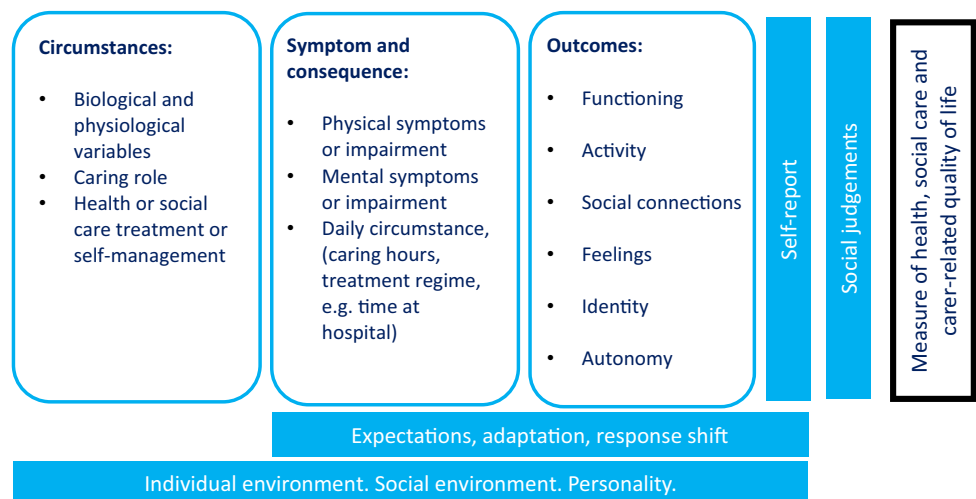 Circumstances:
• Biological and
physiological
variables
• Caring role
• Health or social
care treatment or
self-management
Symptom and
consequence:
• Physical symptoms
or impairment
• Mental symptoms
or impairment
• Daily circumstance,
(caring hours,
treatment regime,
e.g. time at
hospital)
Outcomes:
• Functioning
• Activity
• Social connections
• Feelings
• Identity
• Autonomy
Self-report
Social judgements
Measure of health, social care and
carer-related quality of life
Expectations, adaptation, response shift
Individual environment. Social environment. Personality.